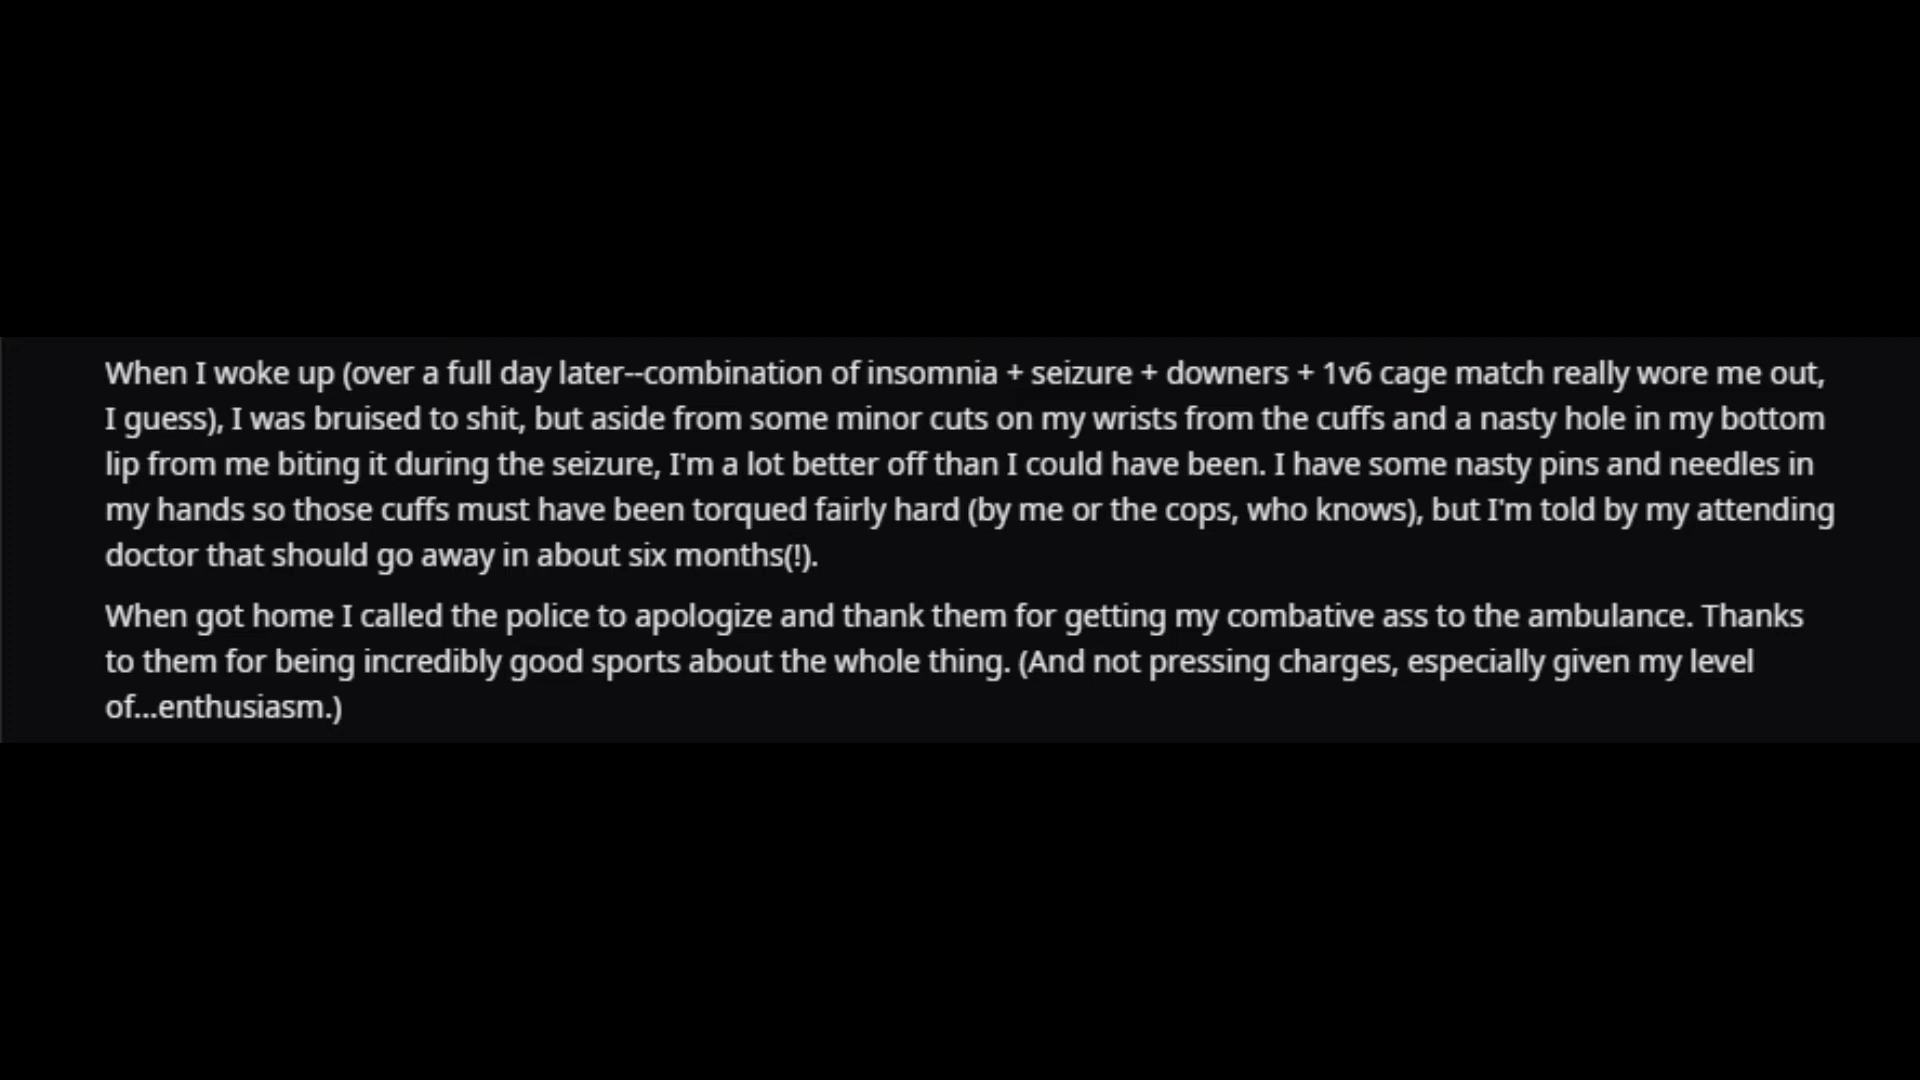 When I woke up (over a full day later--combination of insomnia + seizure + downers + 1v6 cage match really wore me out,
I guess), I was bruised to shit, but aside from some minor cuts on my wrists from the cuffs and a nasty hole in my bottom
lip from me biting it during the seizure, I'm a lot better off than I could have been. I have some nasty pins and needles in
my hands so those cuffs must have been torqued fairly hard (by me or the cops, who knows), but I'm told by my attending
doctor that should go away in about six months(!).
When got home I called the police to apologize and thank them for getting my combative ass to the ambulance. Thanks
to them for being incredibly good sports about the whole thing. (And not pressing charges, especially given my level
of...enthusiasm.)